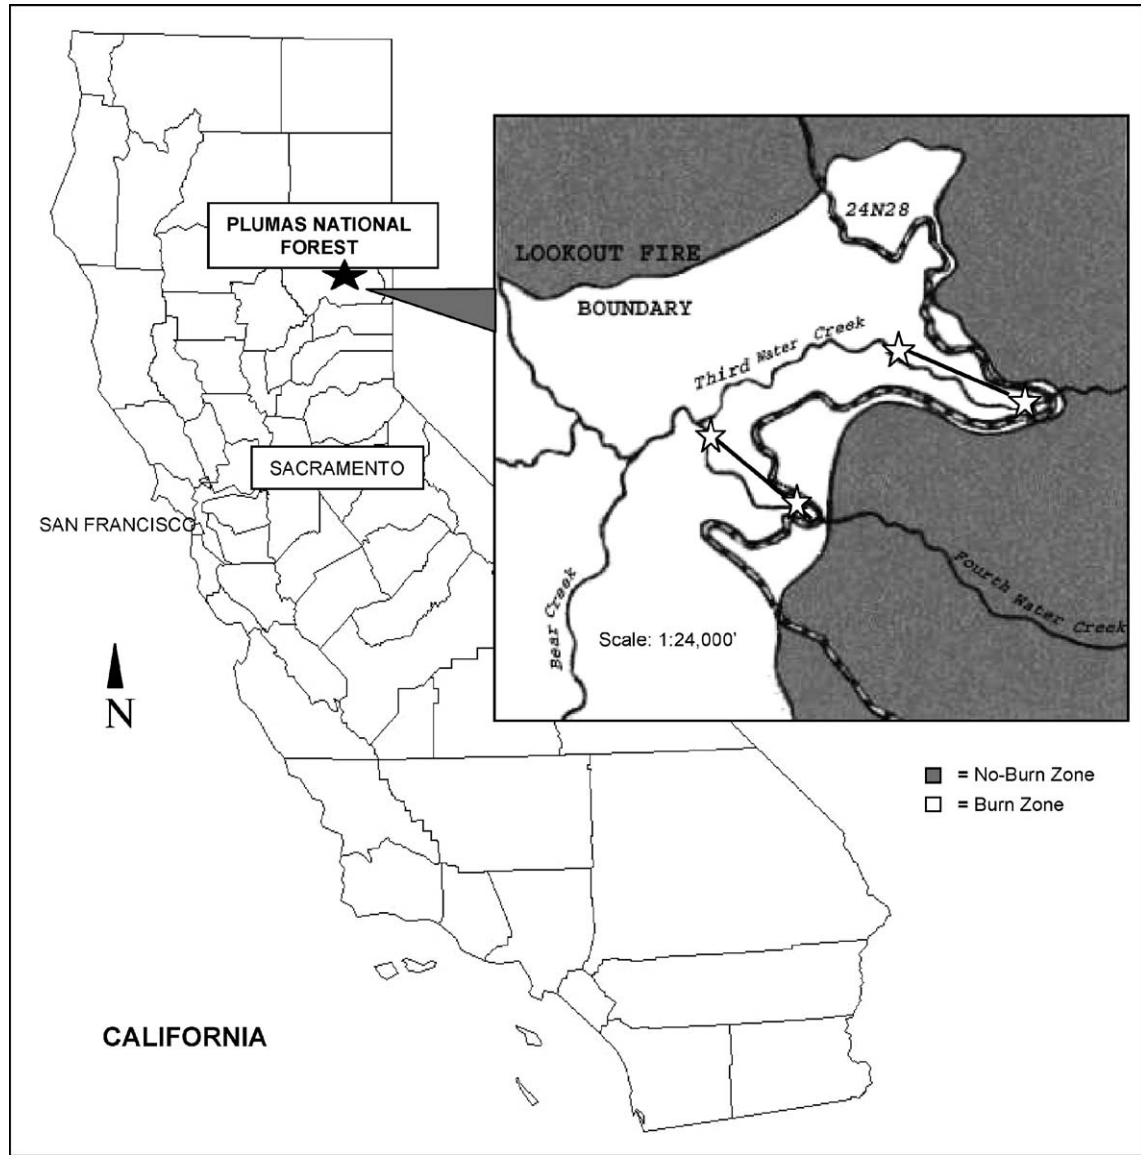 PLUMAS NATIONAL
FOREST
24N28
LOOKOUT FIRE
BOUNDARY
Third Water Creek
SACRAMENTO
SAN FRANCISCO
Fourth Water Creek
Bear Creek
Scale: 1:24,000'
N
= No-Burn Zone
= Burn Zone
CALIFORNIA